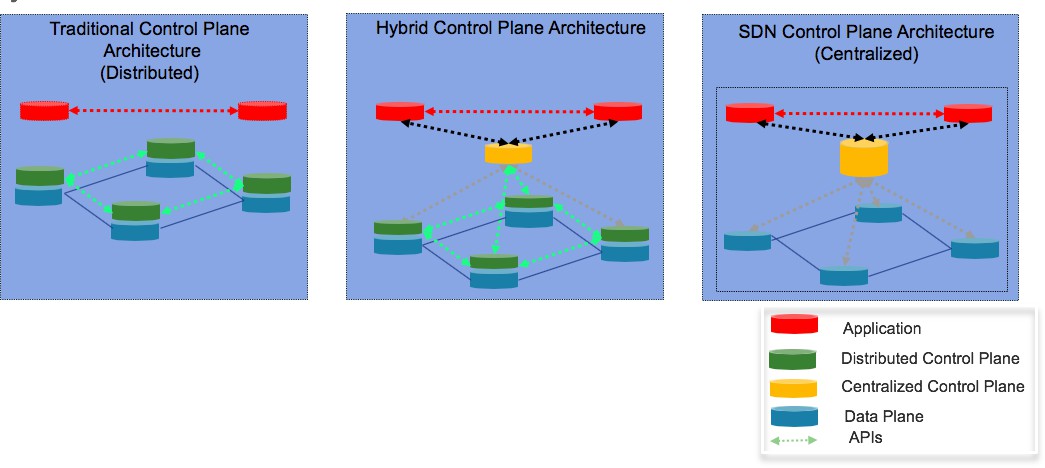 Traditional Control Plane
Architecture
(Distributed)
Hybrid Control Plane Architecture
SDN Control Plane Architecture
(Centralized)
Application
Distributed Control Plane
Centralized Control Plane
Data Plane
APIs